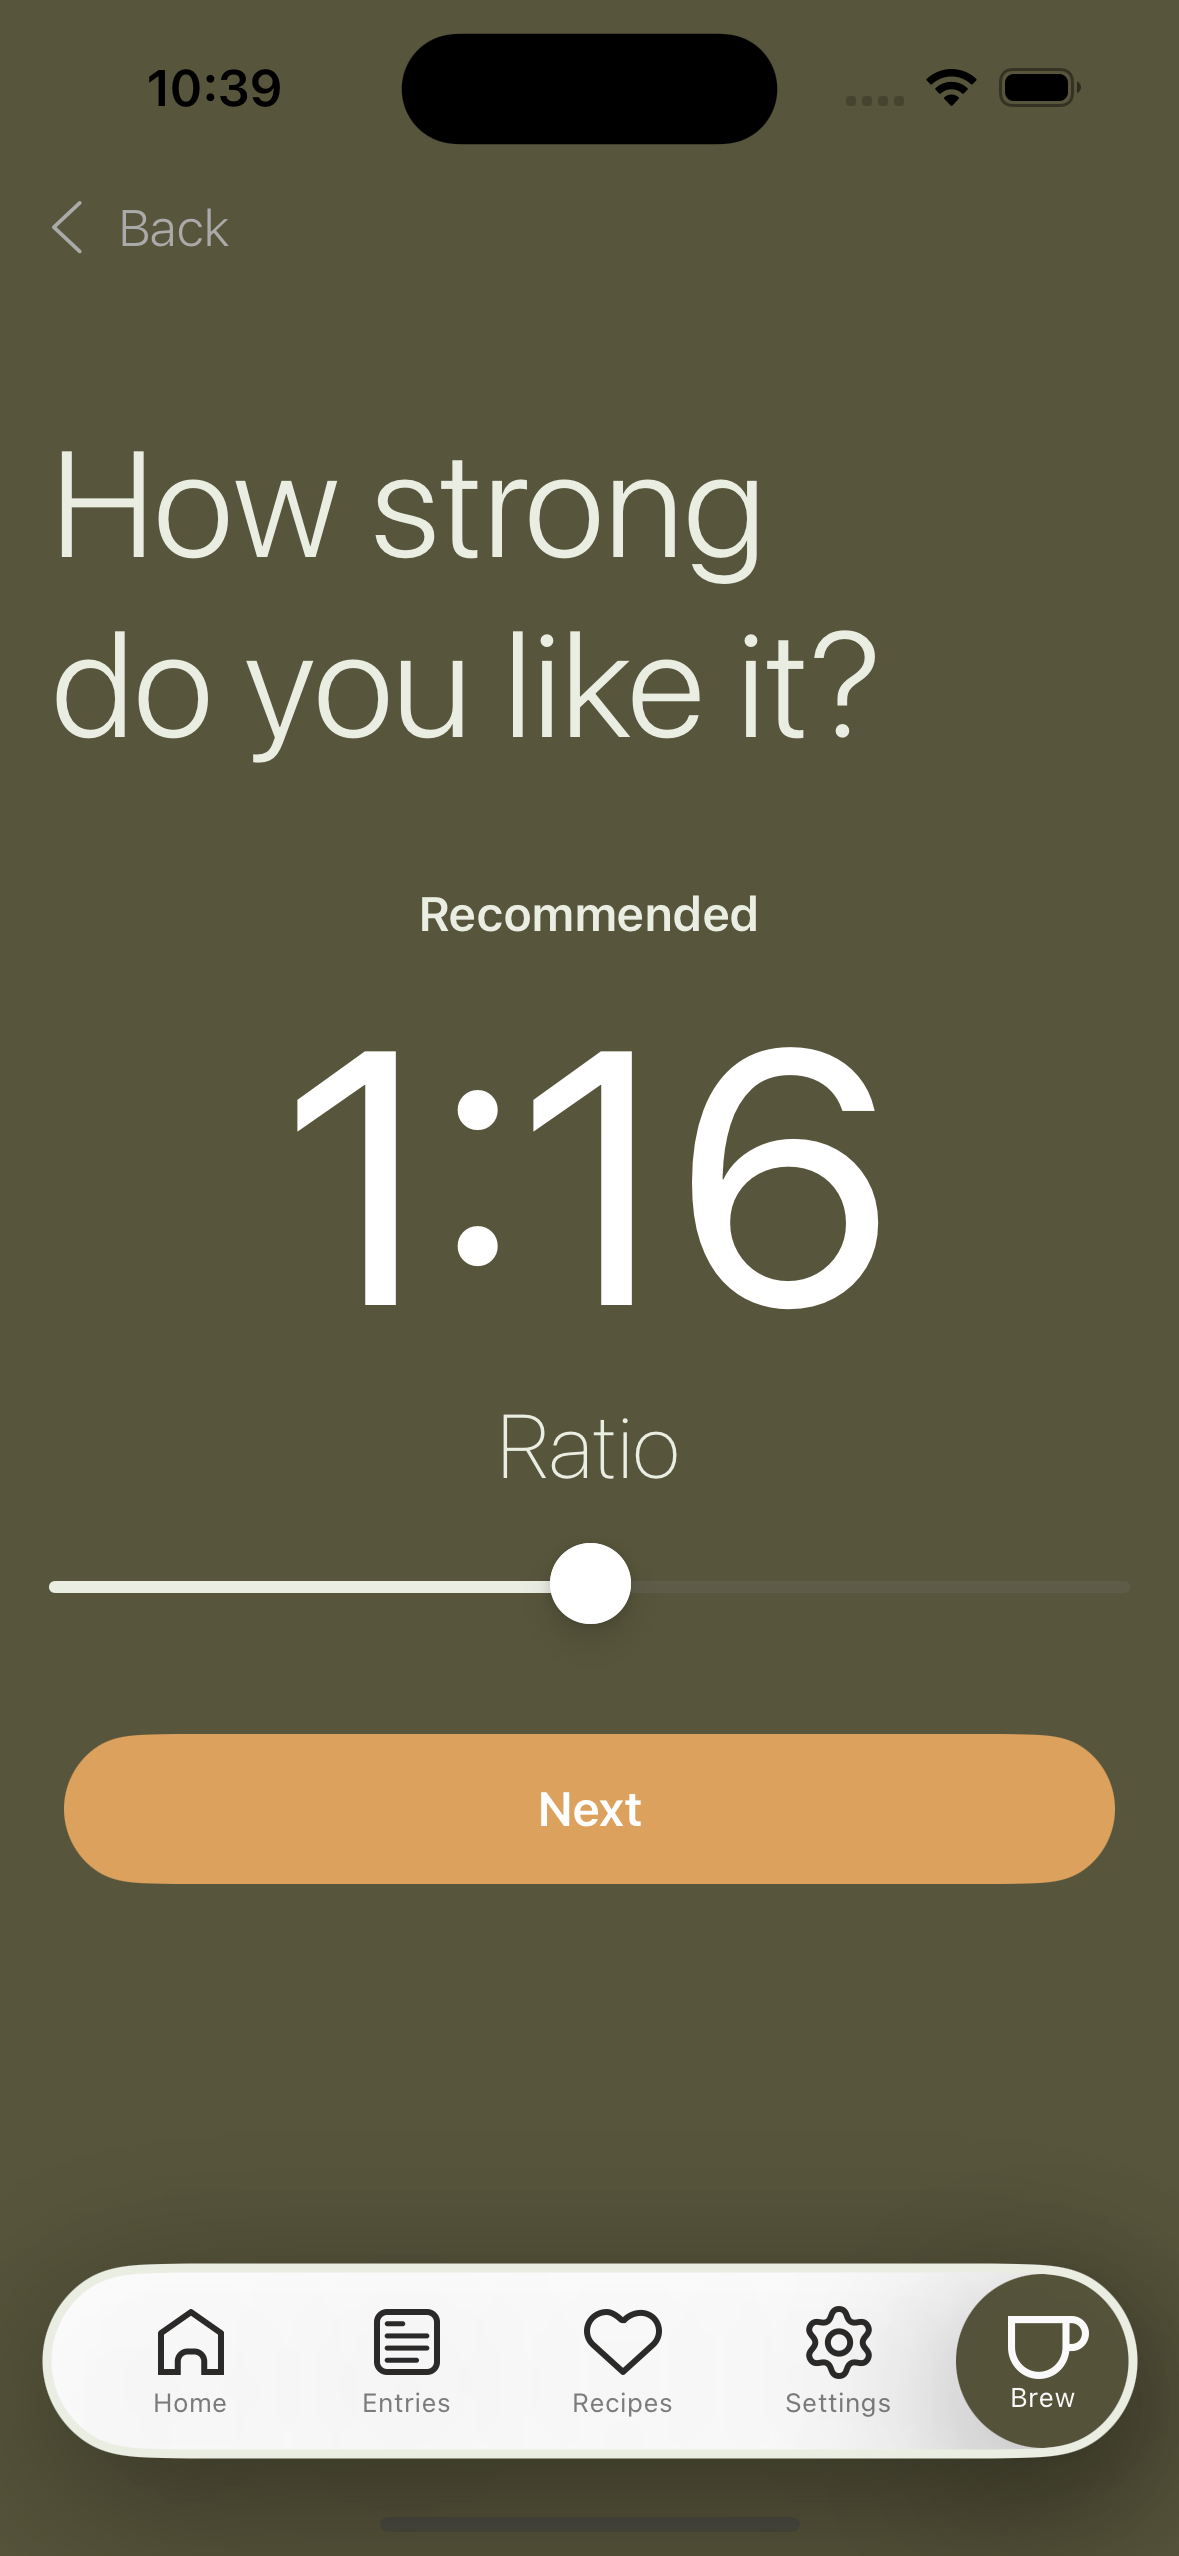 10:39
Back
How strong
do you like it?
Recommended
1:16
Ratio
Next
Home
Entries
Recipes
Settings
Brew